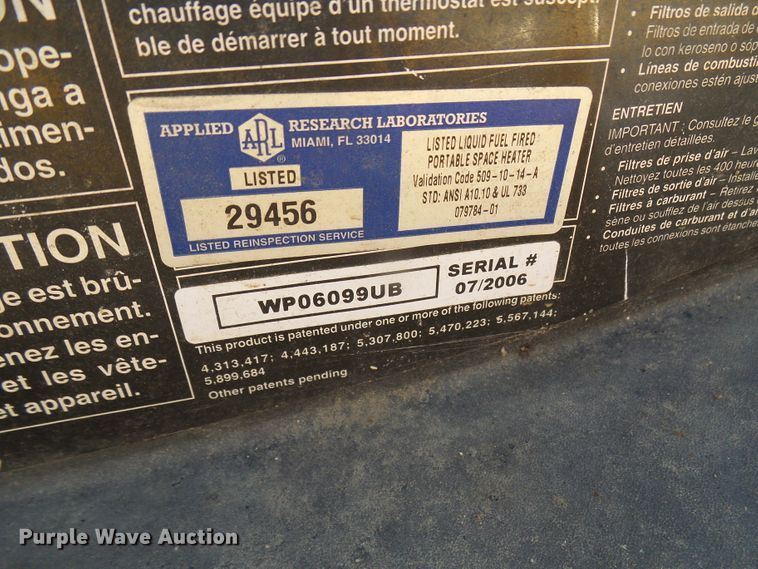 ON
ope-
nga a
imen-
dos.
chauffage équipé d'un thermostat est suscept
ble de démarrer à tout moment.
• Filtros de salida d
• Filtros de entrada de
lo con keroseno o
• Líneas de combusti
conexiones estén ajus
ENTRETIEN
IMPORTANT : Consultez le g
d'entretien détaillées.
• Filtres de prise d'air – Lav
Nettoyez toutes les 400 heure
• Filtres de sortie d'air – Installe
• Filtres à carburant – Retirez
sène ou soufflez de l'air dessus
Conduites de carburant et d'ai
toutes les connexions sont étanche
APPLIED ARL RESEARCH LABORATORIES
®
MIAMI, FL 33014
LISTED
29456
LISTED REINSPECTION SERVICE
LISTED LIQUID FUEL FIRED
PORTABLE SPACE HEATER
Validation Code 509-10-14-A
STD: ANSI A10.10 & UL 733
079784-01
TION
ge est brû-
onnement.
enez les en-
et les vête-
et appareil.
WP06099UB
SERIAL #
07/2006
This product is patented under one or more of the following patents:
4,313,417; 4,443,187; 5,307,800; 5,470,223; 5,567,144;
5,899,684
Other patents pending
Purple Wave Auction®